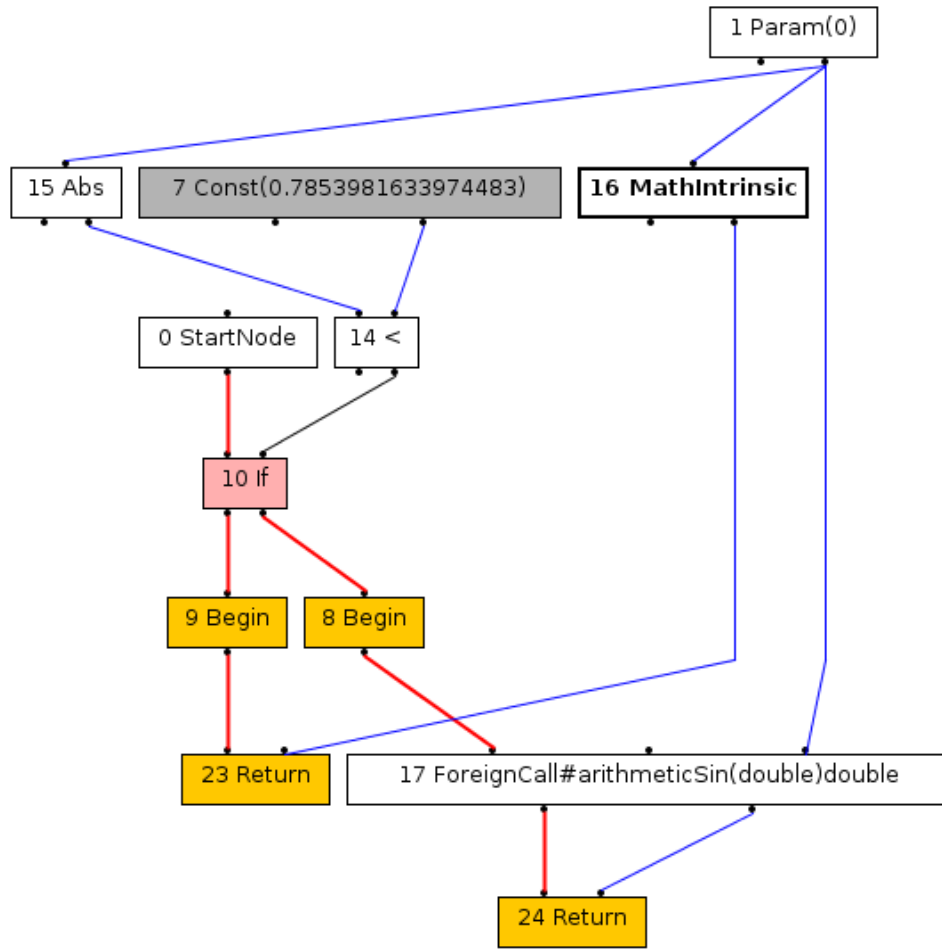 1 Param(0)
15 Abs
7 Const(0.7853981633974483)
16 MathIntrinsic
0 StartNode
14 <
10 If
9 Begin
8 Begin
23 Return
17 ForeignCall#arithmeticSin(double)double
24 Return